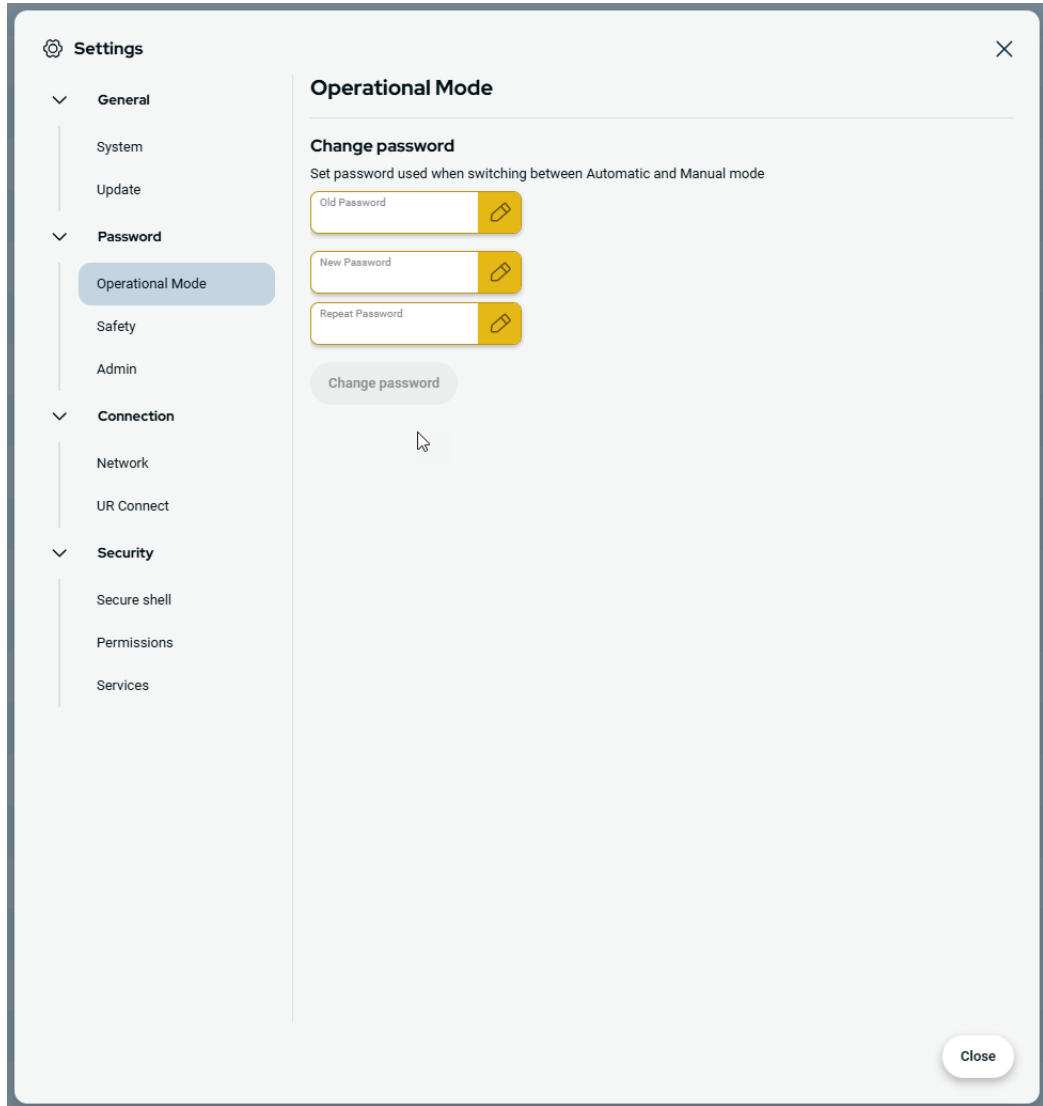 Settings
General
System
Update
Password
Operational Mode
Safety
Admin
Connection
Network
UR Connect
Security
Secure shell
Permissions
Services
Operational Mode
Change password
Set password used when switching between Automatic and Manual mode
Old Password
New Password
Repeat Password
Change password
Close